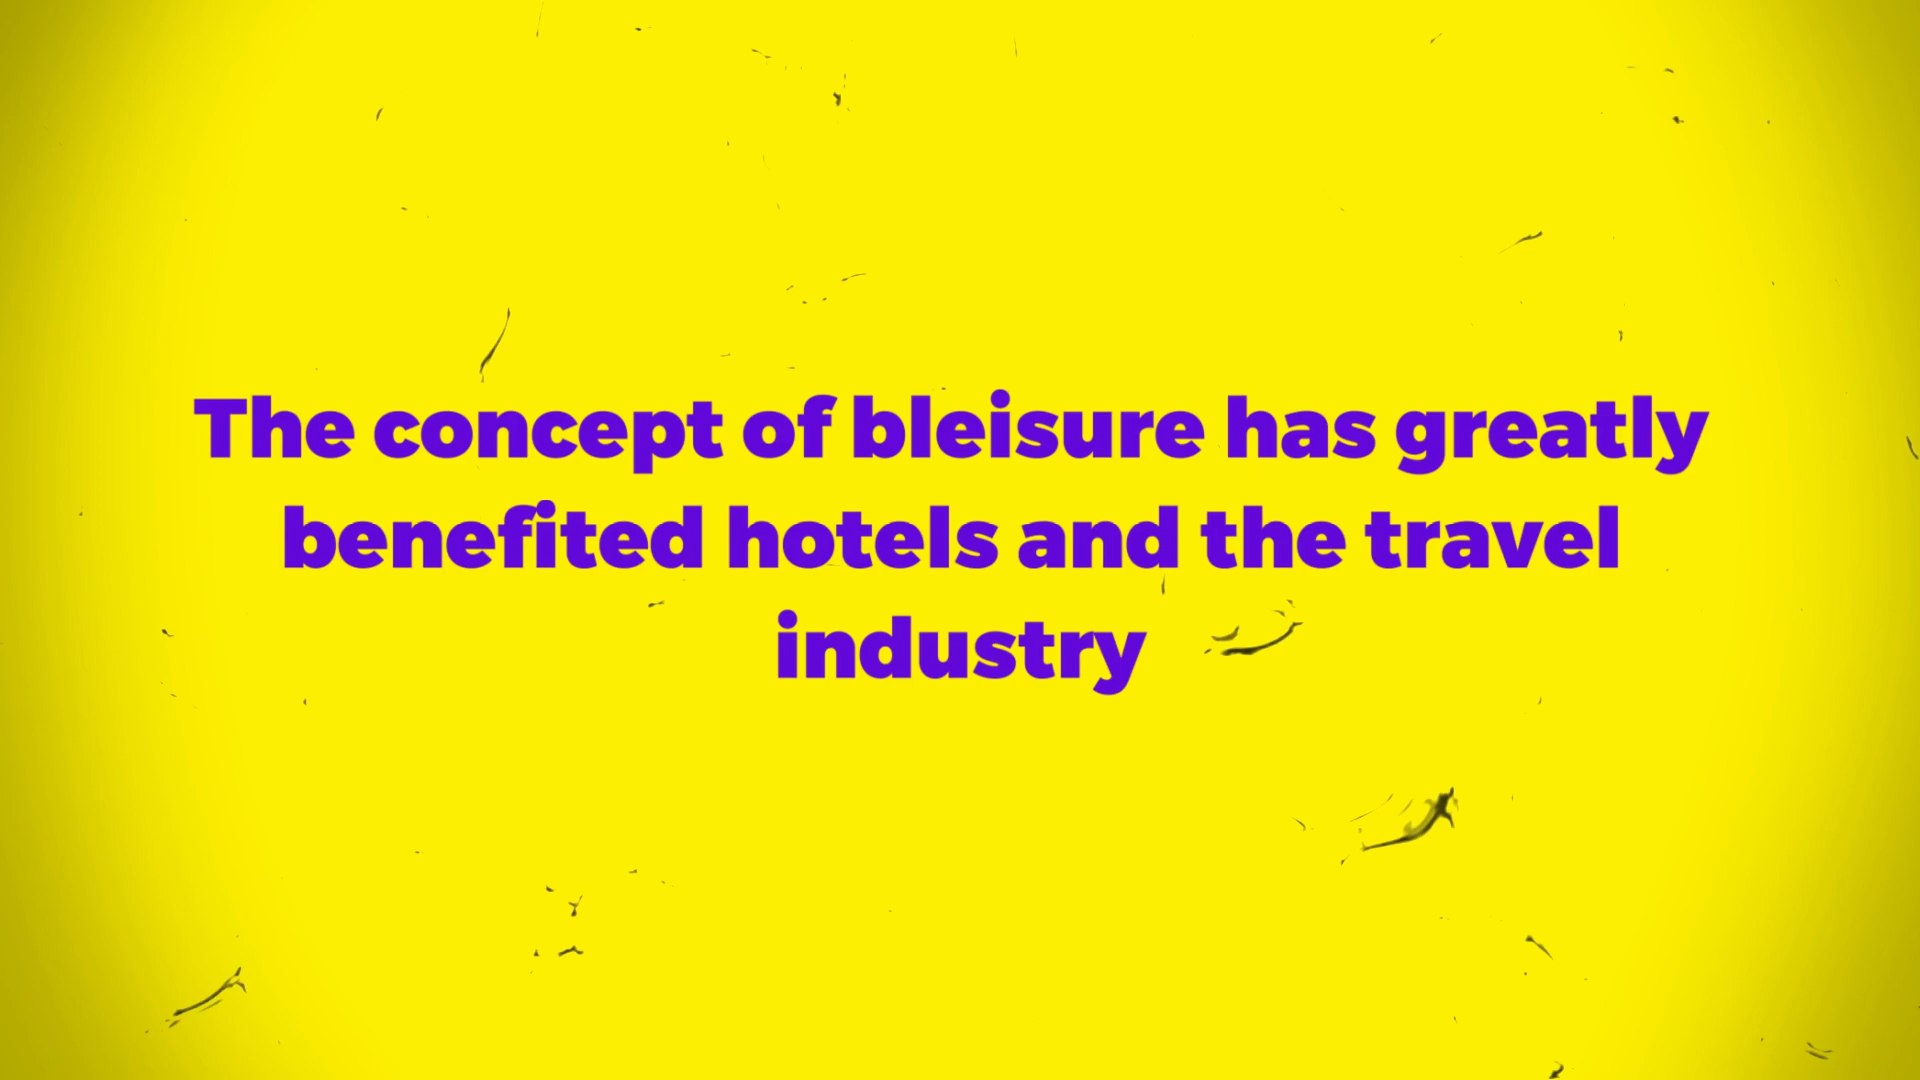 The concept of bleisure has greatly
benefited hotels and the travel
industry